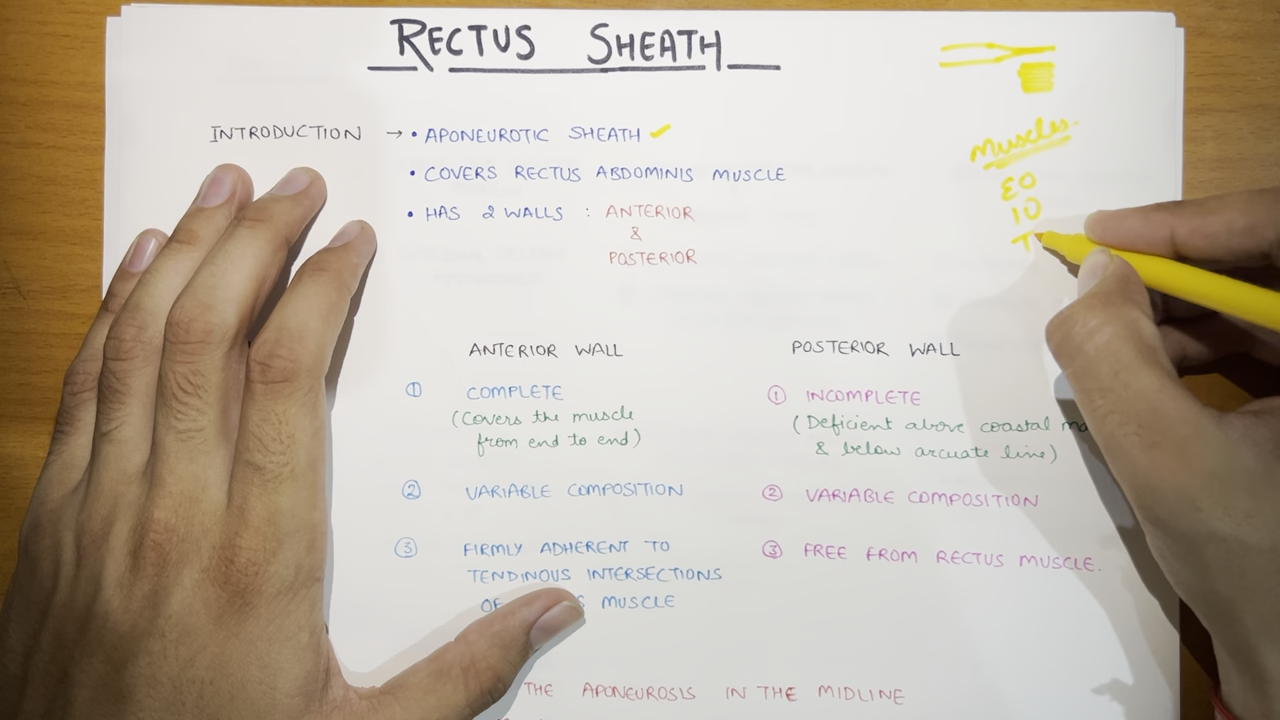 RECTUS SHEATH
INTRODUCTION → • APONEUROTIC SHEATH ✓
• COVERS RECTUS ABDOMINIS MUSCLE
• HAS 2 WALLS : ANTERIOR
&
POSTERIOR
Muscles.
EO
IO
T
ANTERIOR WALL
① COMPLETE
(Covers the muscle
from end to end)
② VARIABLE COMPOSITION
③ FIRMLY ADHERENT TO
TENDINOUS INTERSECTIONS
OF MUSCLE
POSTERIOR WALL
① INCOMPLETE
(Deficient above coastal
& below arcuate line)
② VARIABLE COMPOSITION
③ FREE FROM RECTUS MUSCLE.
THE APONEUROSIS IN THE MIDLINE